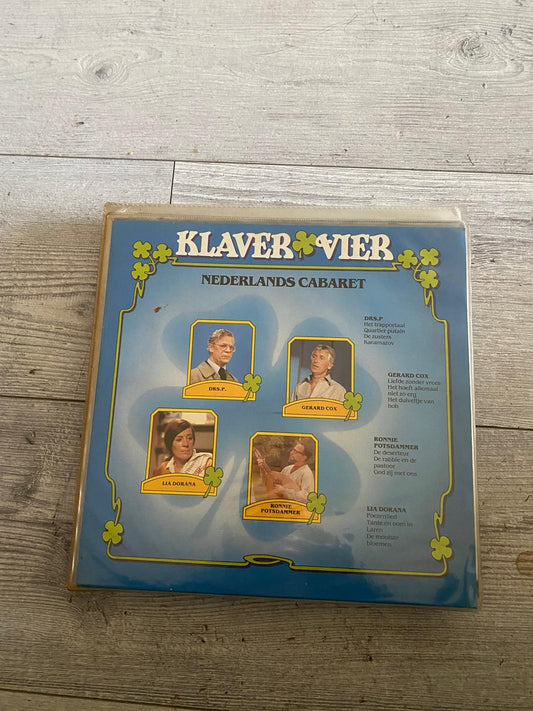 KLAVER VIER
NEDERLANDS CABARET
DRS.P
Het trapportaal
Quartier putain
De zusters
Karamazov
DRS.P.
GERARD COX
GERARD COX
Liefde zonder vrees
Het hoeft allemaal
niet zo erg
Het duiveltje van
bob
LIA DORANA
RONNIE
POTSDAMMER
RONNIE
POTSDAMMER
De deserteur
De rabbie en de
pastoor
God zij met ons
LIA DORANA
Poezenlied
Tante en oom in
Laren
De mooiste
bloemen